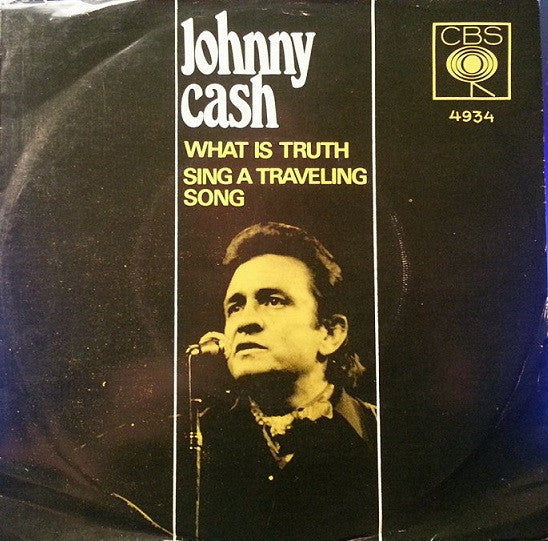 Johnny
cash
WHAT IS TRUTH
SING A TRAVELING
SONG
CBS
4934